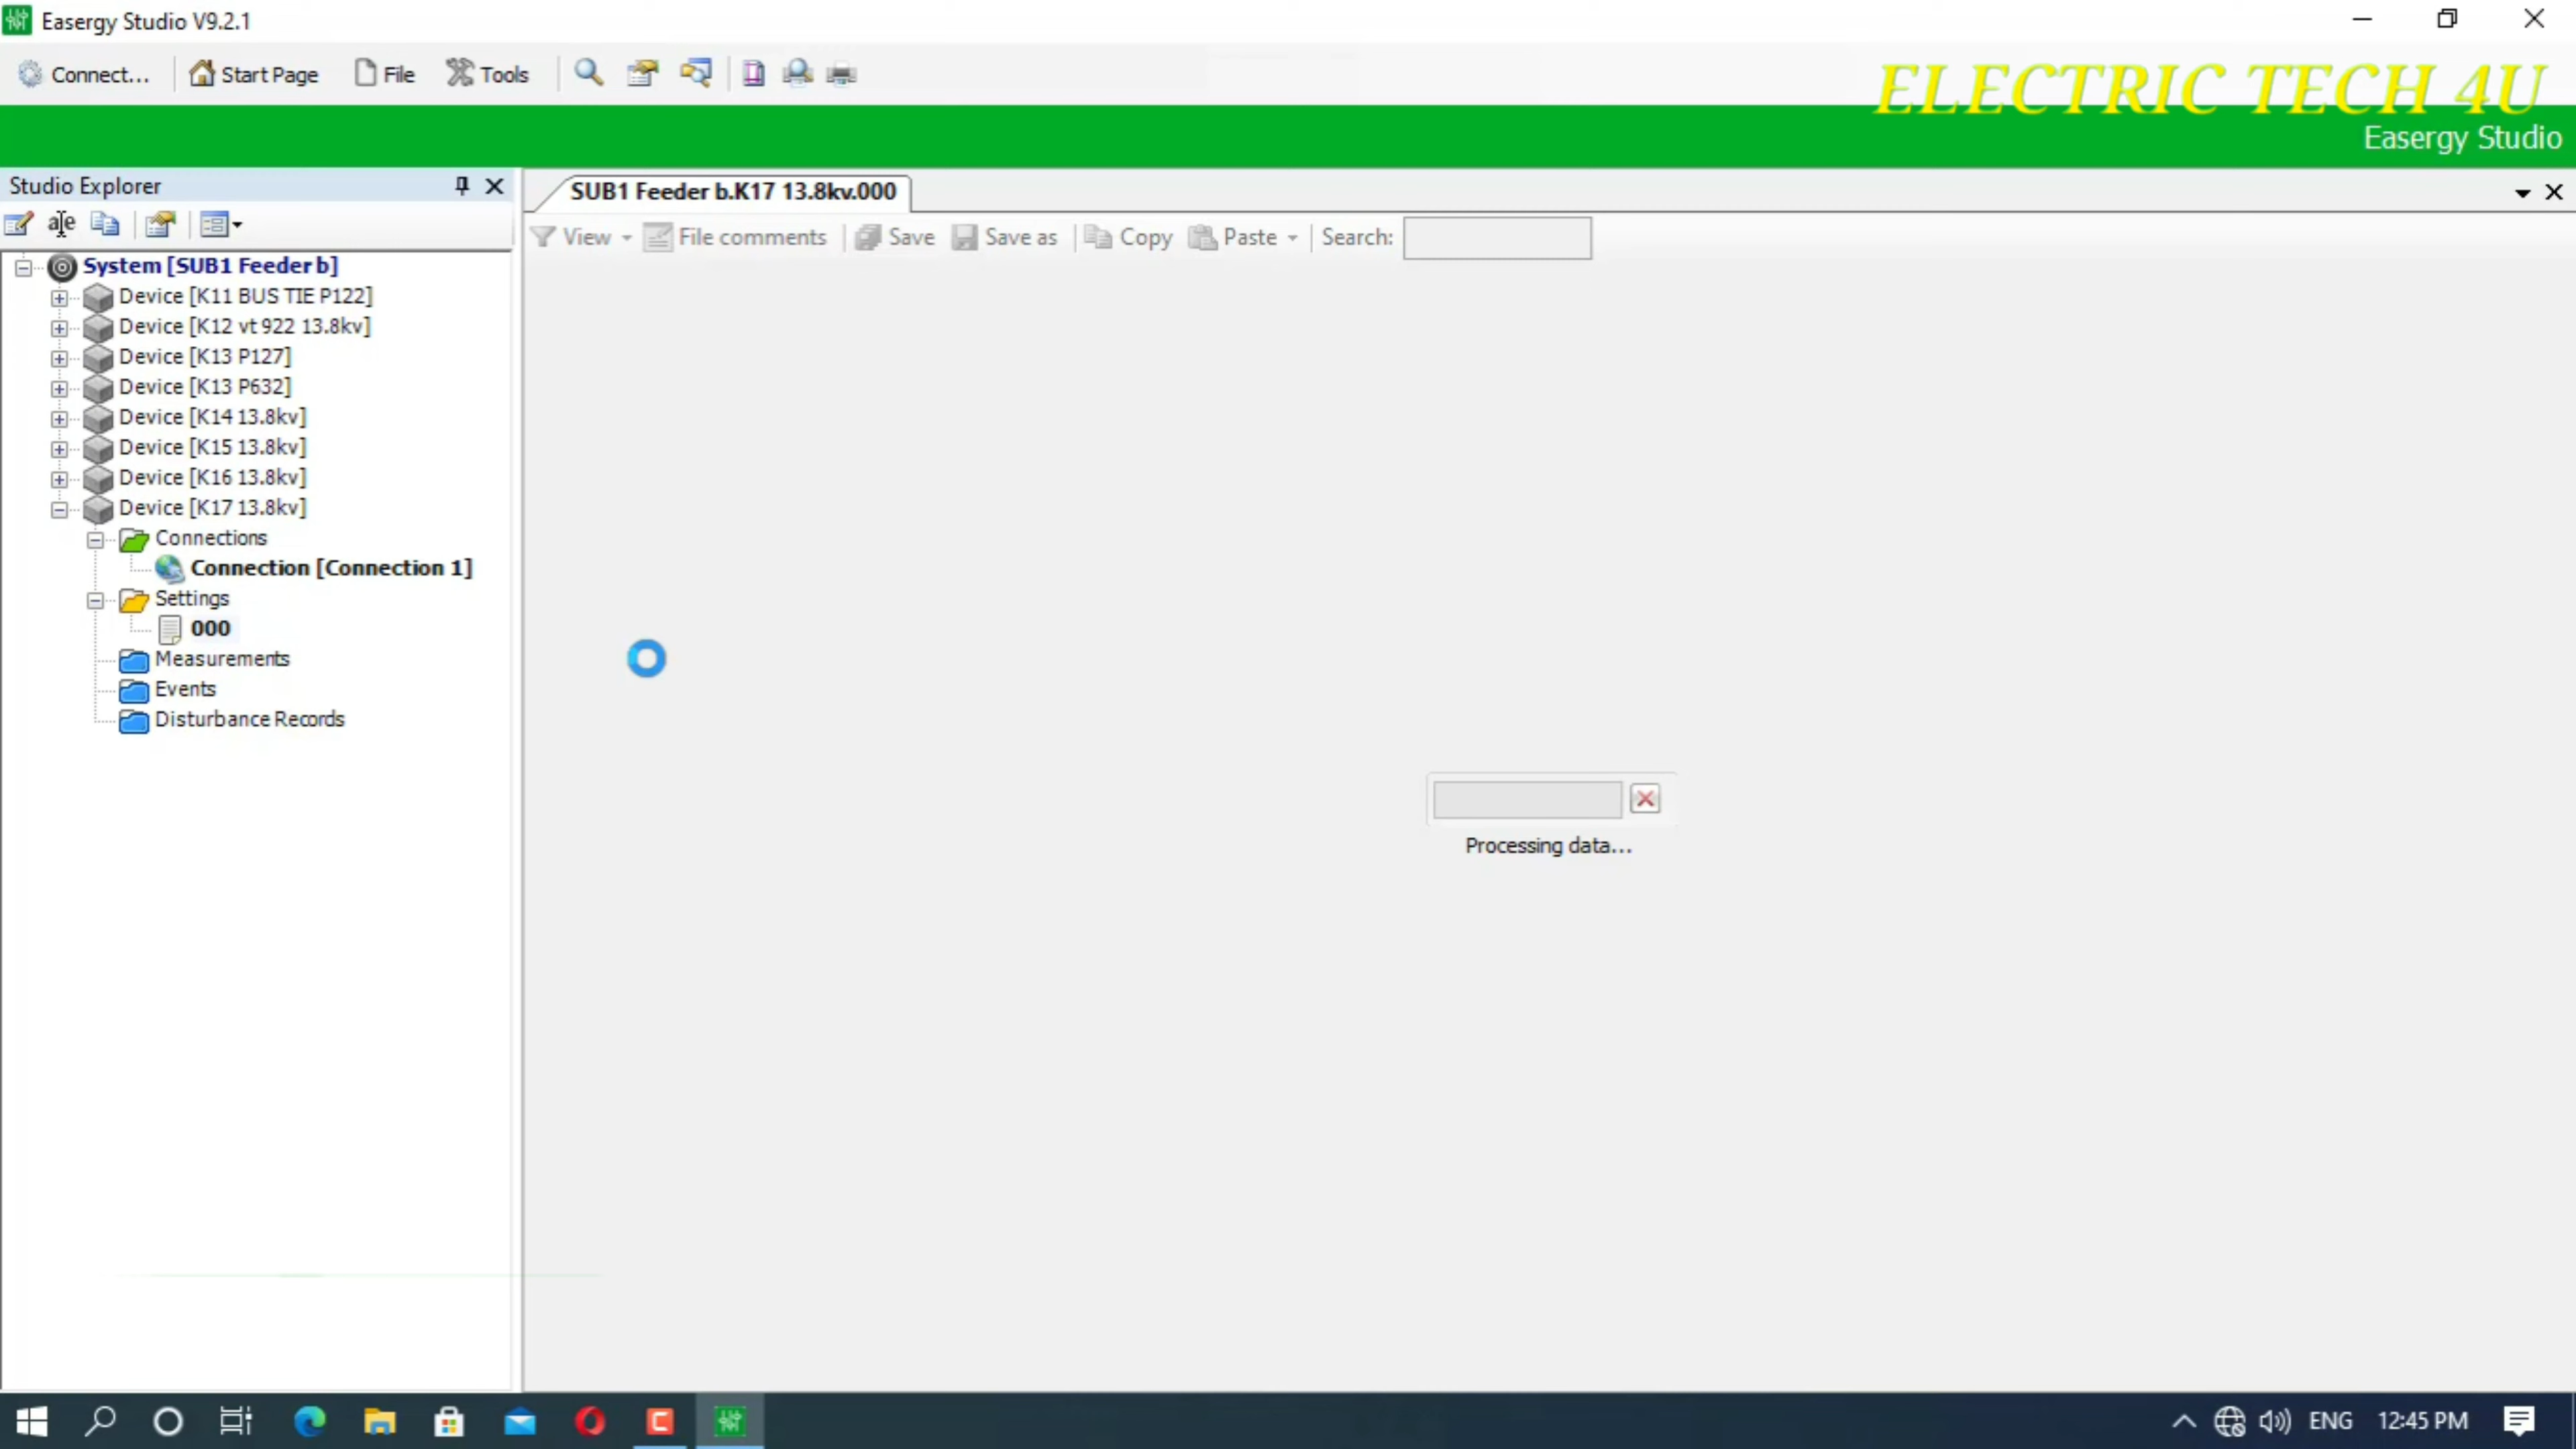 Easergy Studio V9.2.1
Connect... Start Page File Tools
ELECTRIC TECH 4U
Easergy Studio
Studio Explorer
SUB1 Feeder b.K17 13.8kv.000
View File comments Save Save as Copy Paste Search:
System [SUB1 Feeder b]
Device [K11 BUS TIE P122]
Device [K12 vt 922 13.8kv]
Device [K13 P127]
Device [K13 P632]
Device [K14 13.8kv]
Device [K15 13.8kv]
Device [K16 13.8kv]
Device [K17 13.8kv]
Connections
Connection [Connection 1]
Settings
000
Measurements
Events
Disturbance Records
Processing data...
ENG 12:45 PM